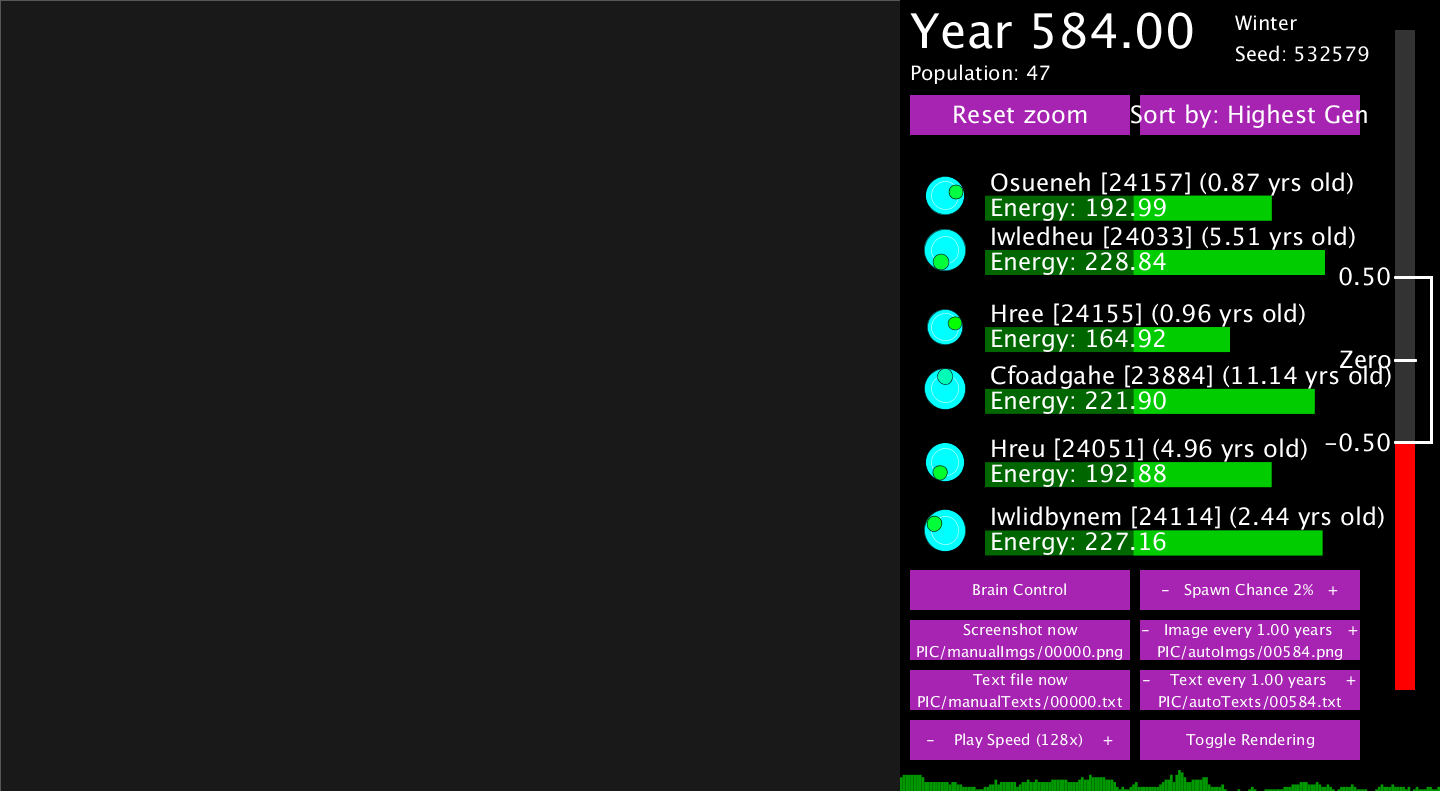 Year 584.00
Winter
Seed: 532579
Population: 47
Reset zoom
Sort by: Highest Gen
Osueneh [24157] (0.87 yrs old)
Energy: 192.99
Iwledheu [24033] (5.51 yrs old)
Energy: 228.84
0.50
Hree [24155] (0.96 yrs old)
Energy: 164.92
Zero
Cfoadgahe [23884] (11.14 yrs old)
Energy: 221.90
-0.50
Hreu [24051] (4.96 yrs old)
Energy: 192.88
Iwlidbynem [24114] (2.44 yrs old)
Energy: 227.16
Brain Control
- Spawn Chance 2% +
Screenshot now
PIC/manualImgs/00000.png
- Image every 1.00 years +
PIC/autoImgs/00584.png
Text file now
PIC/manualTexts/00000.txt
- Text every 1.00 years +
PIC/autoTexts/00584.txt
- Play Speed (128x) +
Toggle Rendering